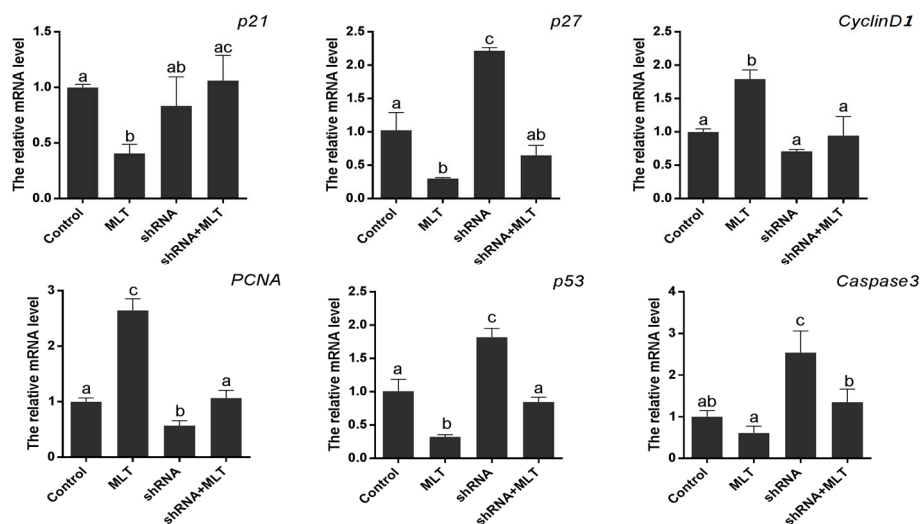 p21
The relative mRNA level
1.5
1.0
0.5
0.0
a
b
ab
ac
Control
MLT
shRNA
shRNA+MLT
p27
The relative mRNA level
2.5
2.0
1.5
1.0
0.5
0.0
a
b
c
ab
Control
MLT
shRNA
shRNA+MLT
CyclinD1
The relative mRNA level
2.5
2.0
1.5
1.0
0.5
0.0
a
b
a
a
Control
MLT
shRNA
shRNA+MLT
PCNA
The relative mRNA level
3
2
1
0
a
c
b
a
Control
MLT
shRNA
shRNA+MLT
p53
The relative mRNA level
2.5
2.0
1.5
1.0
0.5
0.0
a
b
c
a
Control
MLT
shRNA
shRNA+MLT
Caspase3
The relative mRNA level
4
3
2
1
0
ab
a
c
b
Control
MLT
shRNA
shRNA+MLT